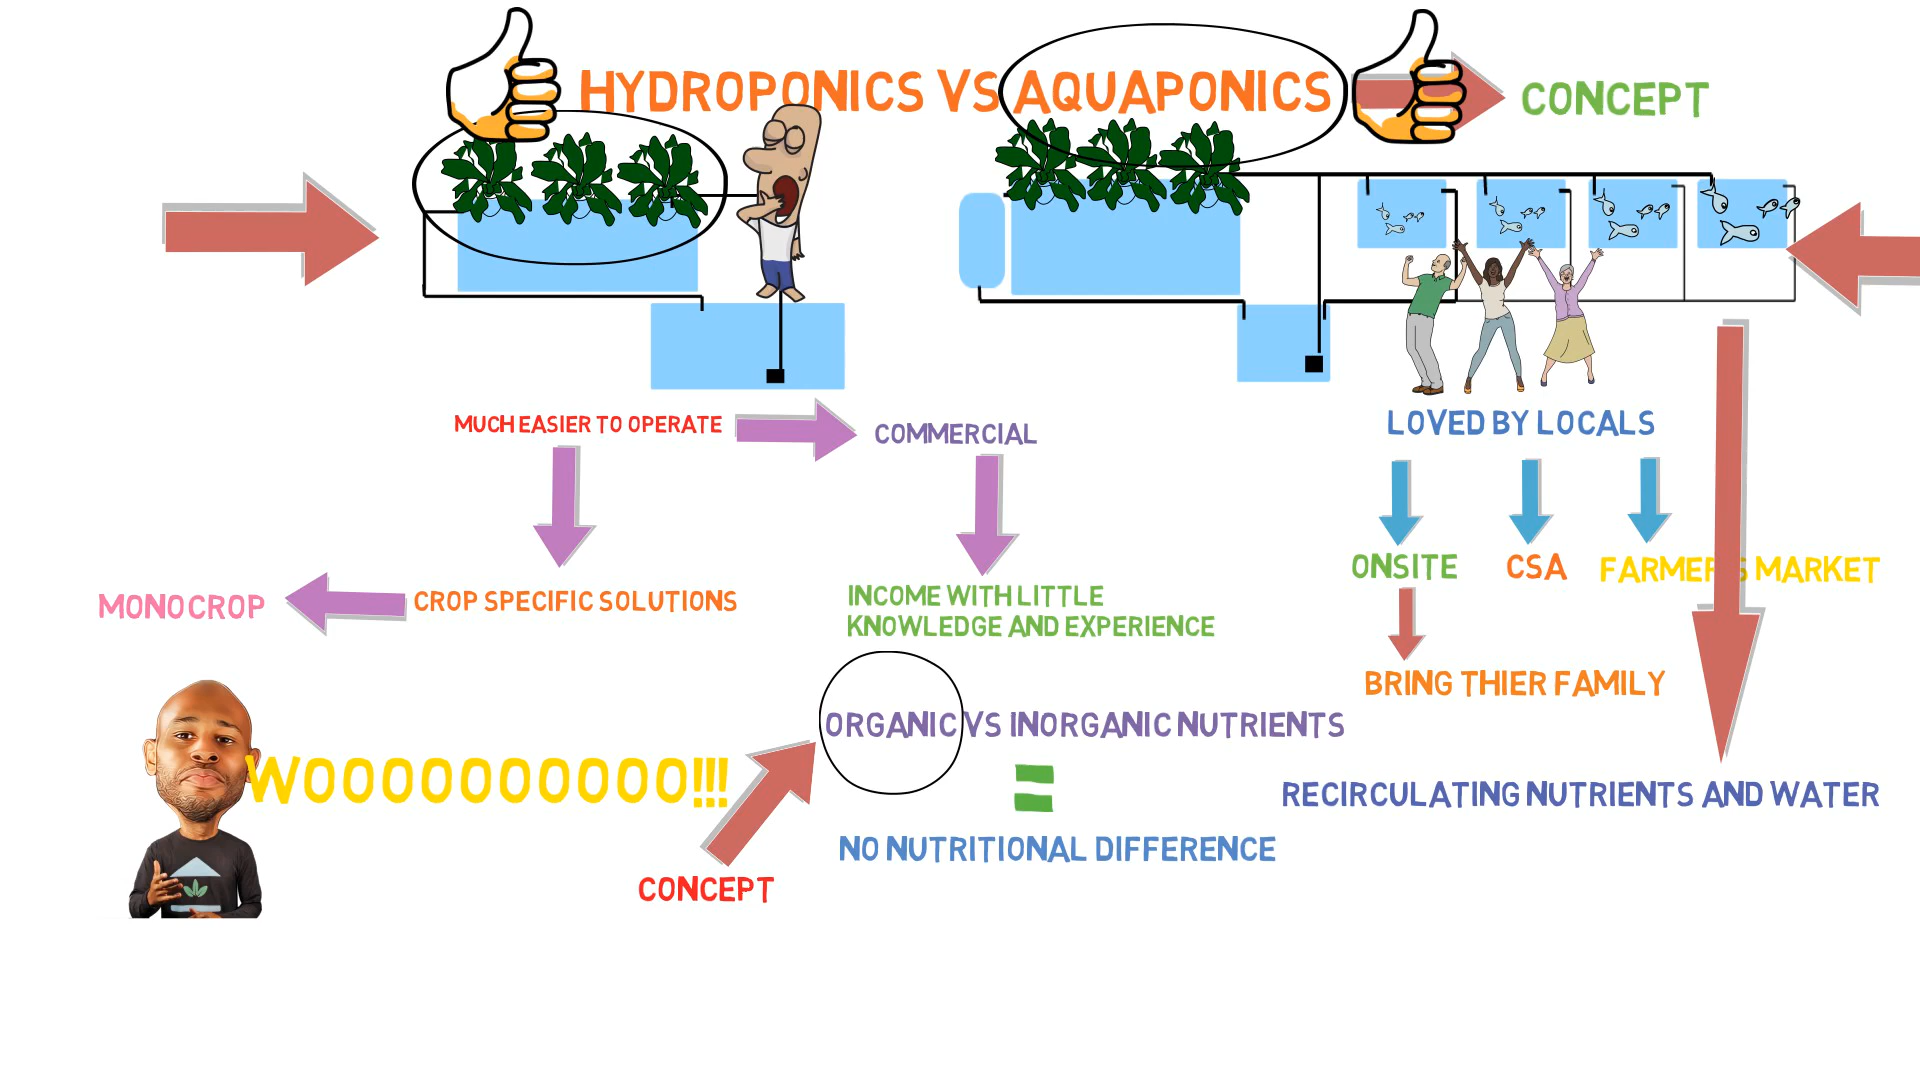 HYDROPONICS VS AQUAPONICS
CONCEPT
MUCH EASIER TO OPERATE
COMMERCIAL
LOVED BY LOCALS
ONSITE
CSA
FARMERS MARKET
MONOCROP
CROP SPECIFIC SOLUTIONS
INCOME WITH LITTLE
KNOWLEDGE AND EXPERIENCE
BRING THIER FAMILY
ORGANIC VS INORGANIC NUTRIENTS
WOOOOOOOOOO!!!
RECIRCULATING NUTRIENTS AND WATER
NO NUTRITIONAL DIFFERENCE
CONCEPT